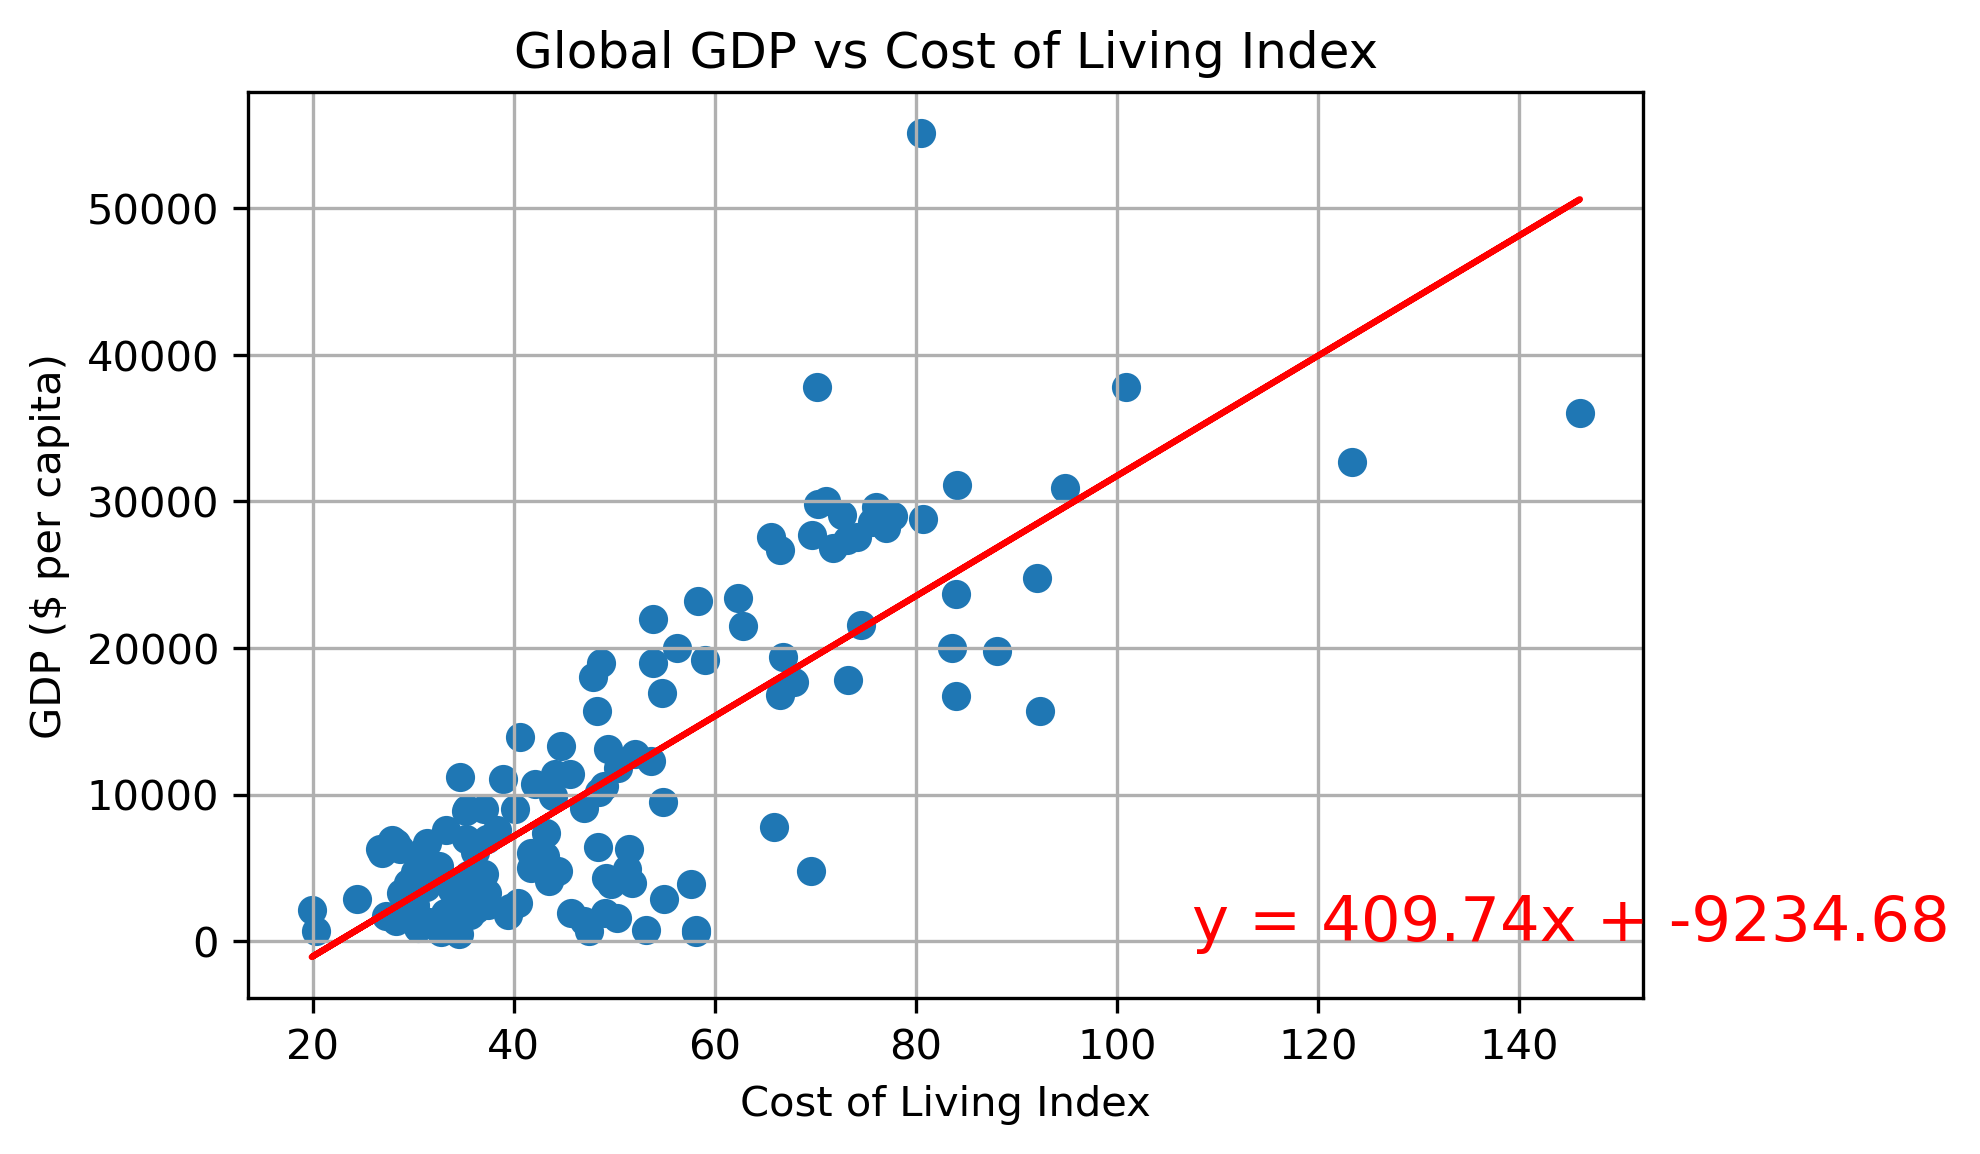 Global GDP vs Cost of Living Index
GDP ($ per capita)
50000
40000
30000
20000
10000
0
y = 409.74x + -9234.68
20 40 60 80 100 120 140
Cost of Living Index